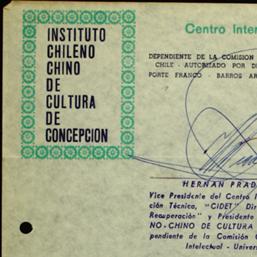 INSTITUTO
CHILENO
CHINO
DE
CULTURA
DE
CONCEPCION
Centro Inter
DEPENDIENTE DE LA COMISION
CHILE - AUTORIZADO POR D
PORTE FRANCO - BARROS AR
HERNAN PRAD
Vice Presidente del Centro I
ción Técnica, "CIDET" Dir
Recuperación" y Presidente
NO-CHINO DE CULTURA
pendiente de la Comisión
Intelectual - Univer